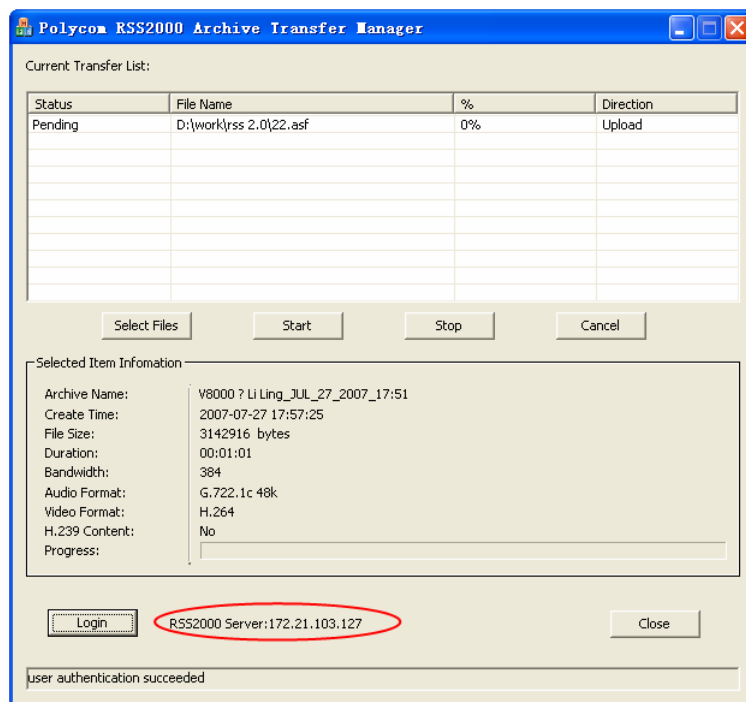 Polycom RSS2000 Archive Transfer Manager
Current Transfer List:
Status File Name % Direction
Pending D:\work\rss 2.0\22.asf 0% Upload
Select Files Start Stop Cancel
Selected Item Infomation
Archive Name: V8000 ? Li Ling_JUL_27_2007_17:51
Create Time: 2007-07-27 17:57:25
File Size: 3142916 bytes
Duration: 00:01:01
Bandwidth: 384
Audio Format: G.722.1c 48k
Video Format: H.264
H.239 Content: No
Progress:
Login RSS2000 Server:172.21.103.127 Close
user authentication succeeded